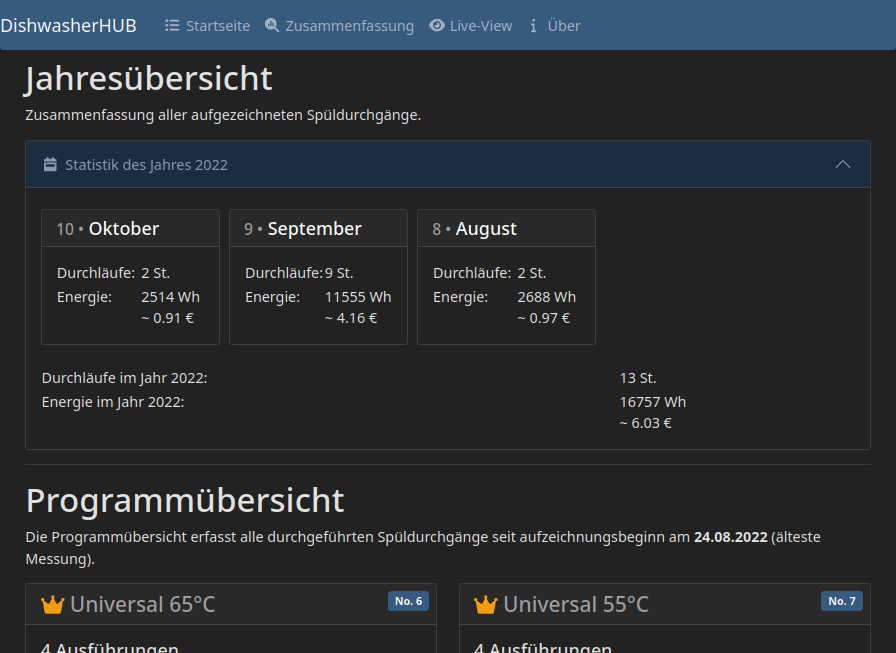 DishwasherHUB Startseite Zusammenfassung Live-View Über
Jahresübersicht
Zusammenfassung aller aufgezeichneten Spüldurchgänge.
Statistik des Jahres 2022
10 • Oktober
Durchläufe: 2 St.
Energie: 2514 Wh
~ 0.91 €
9 • September
Durchläufe: 9 St.
Energie: 11555 Wh
~ 4.16 €
8 • August
Durchläufe: 2 St.
Energie: 2688 Wh
~ 0.97 €
Durchläufe im Jahr 2022: 13 St.
Energie im Jahr 2022: 16757 Wh
~ 6.03 €
Programmübersicht
Die Programmübersicht erfasst alle durchgeführten Spüldurchgänge seit aufzeichnungsbeginn am 24.08.2022 (älteste
Messung).
Universal 65°C No. 6
4 Ausführungen
Universal 55°C No. 7
4 Ausführungen